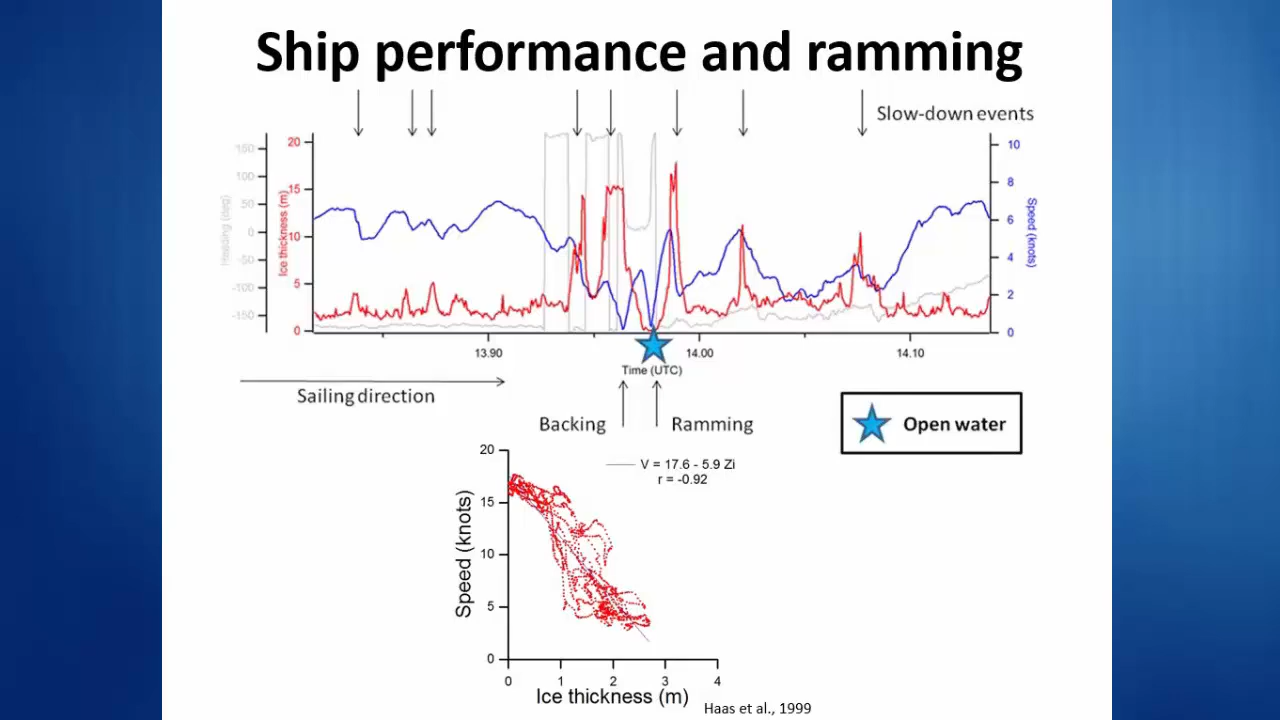 Ship performance and ramming
Slow-down events
150
100
50
0
-50
-100
-150
Heading (deg)
20
15
10
5
0
Ice thickness (m)
10
8
6
4
2
0
Speed (knots)
13.90
14.00
14.10
Time (UTC)
Sailing direction
Backing
Ramming
Open water
V = 17.6 - 5.9 Zi
r = -0.92
20
15
10
5
0
Speed (knots)
0 1 2 3 4
Ice thickness (m)
Haas et al., 1999